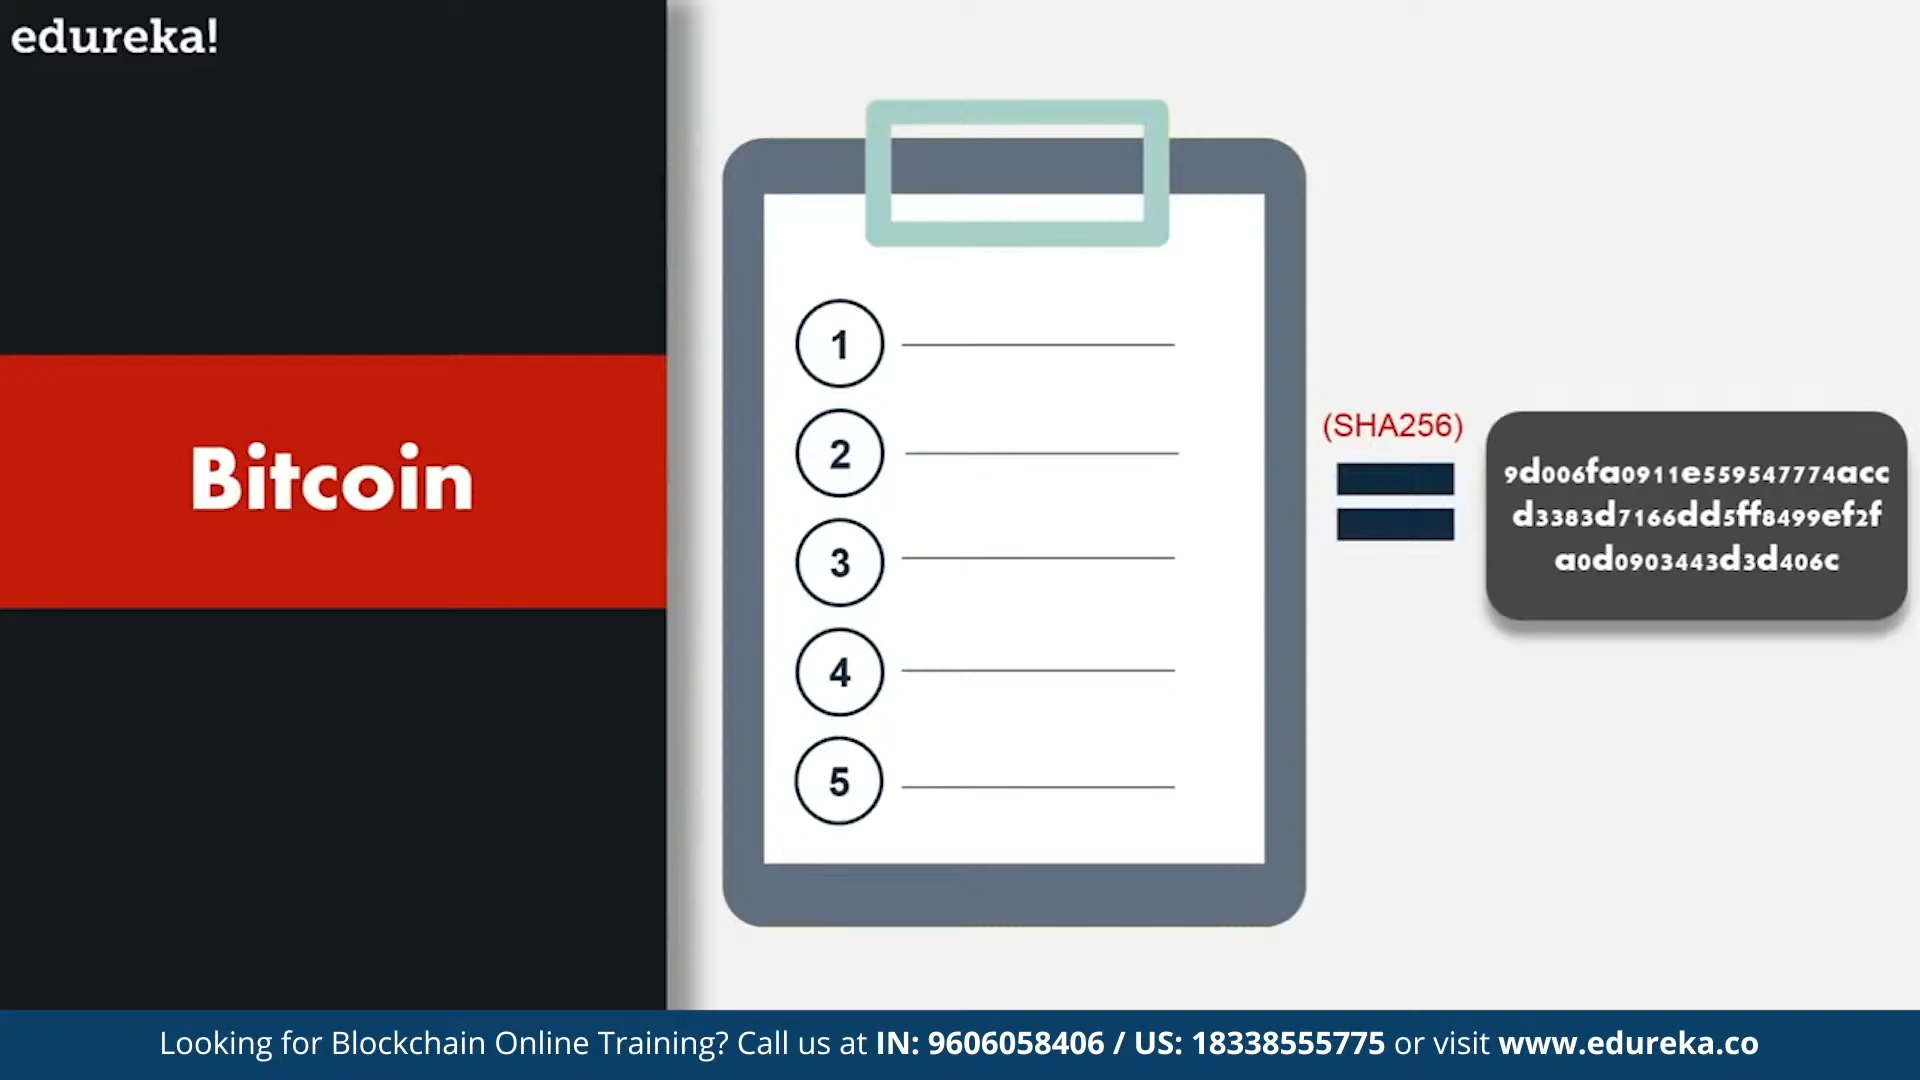 edureka!
Bitcoin
1
2
3
4
5
(SHA256)
9d006fa0911e559547774acc
d3383d7166dd5ff8499ef2f
a0d0903443d3d406c
Looking for Blockchain Online Training? Call us at IN: 9606058406 / US: 18338555775 or visit www.edureka.co